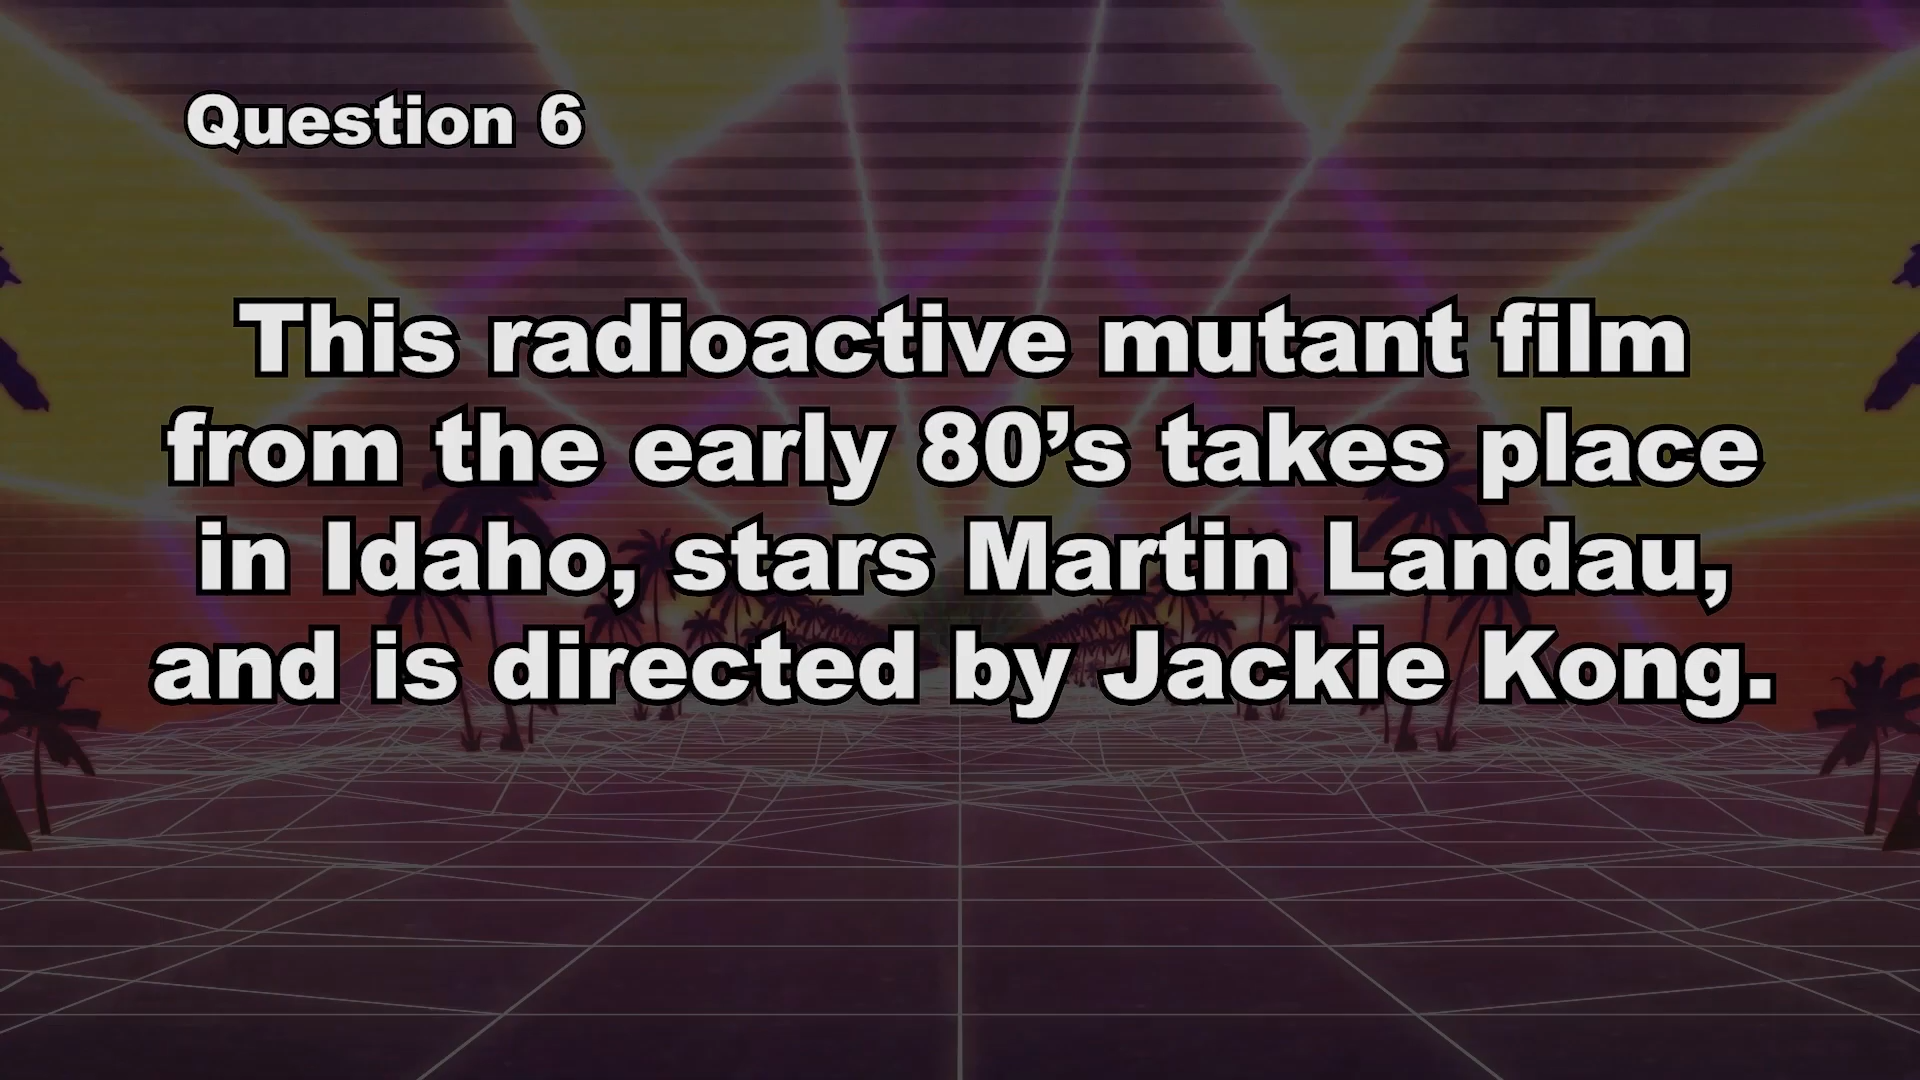 Question 6
This radioactive mutant film
from the early 80’s takes place
in Idaho, stars Martin Landau,
and is directed by Jackie Kong.